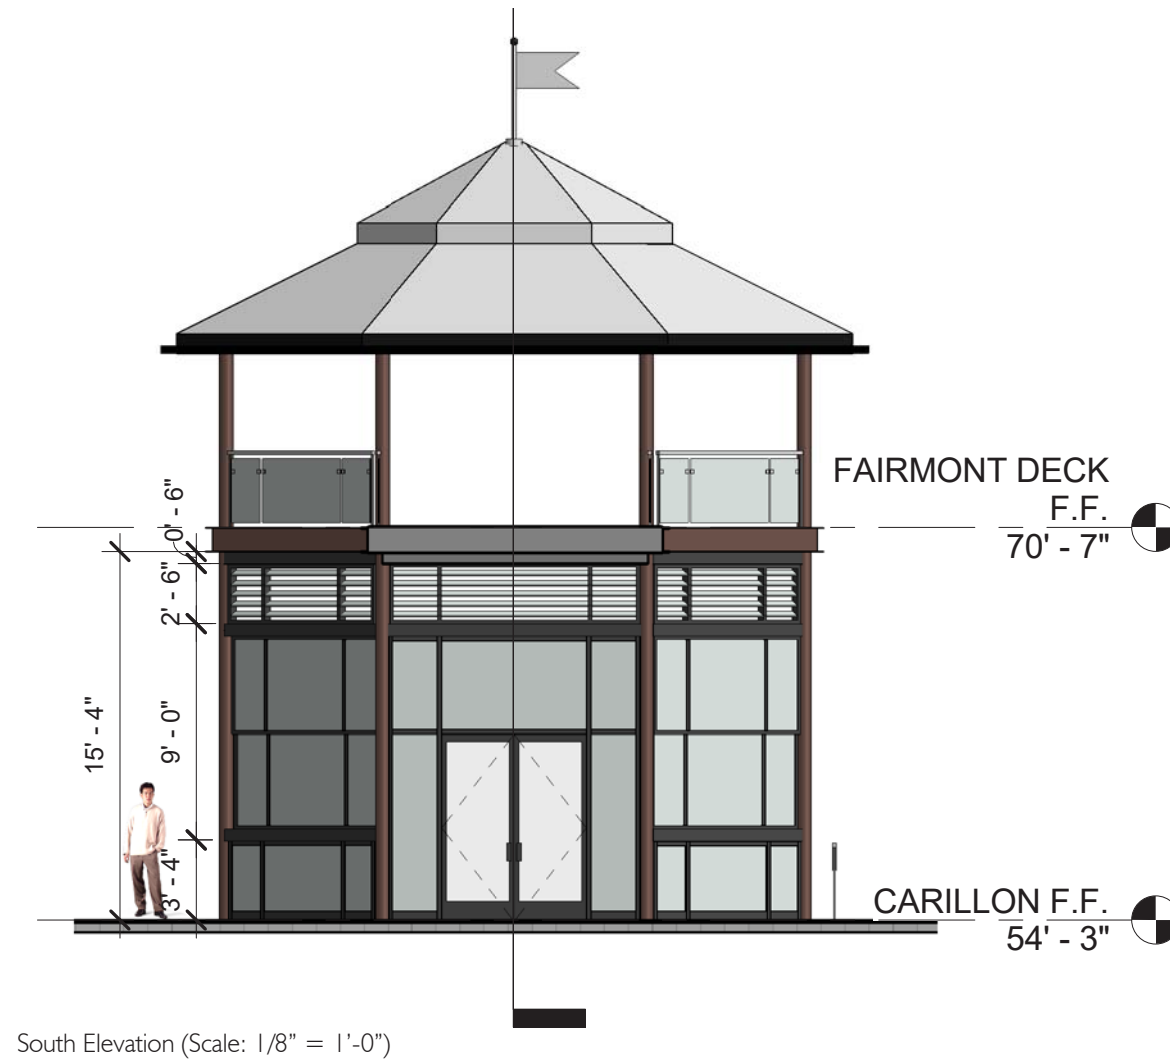 FAIRMONT DECK
F.F.
70' - 7"
0' - 6"
2' - 6"
15' - 4"
9' - 0"
3' - 4"
CARILLON F.F.
54' - 3"
South Elevation (Scale: 1/8” = 1’-0”)